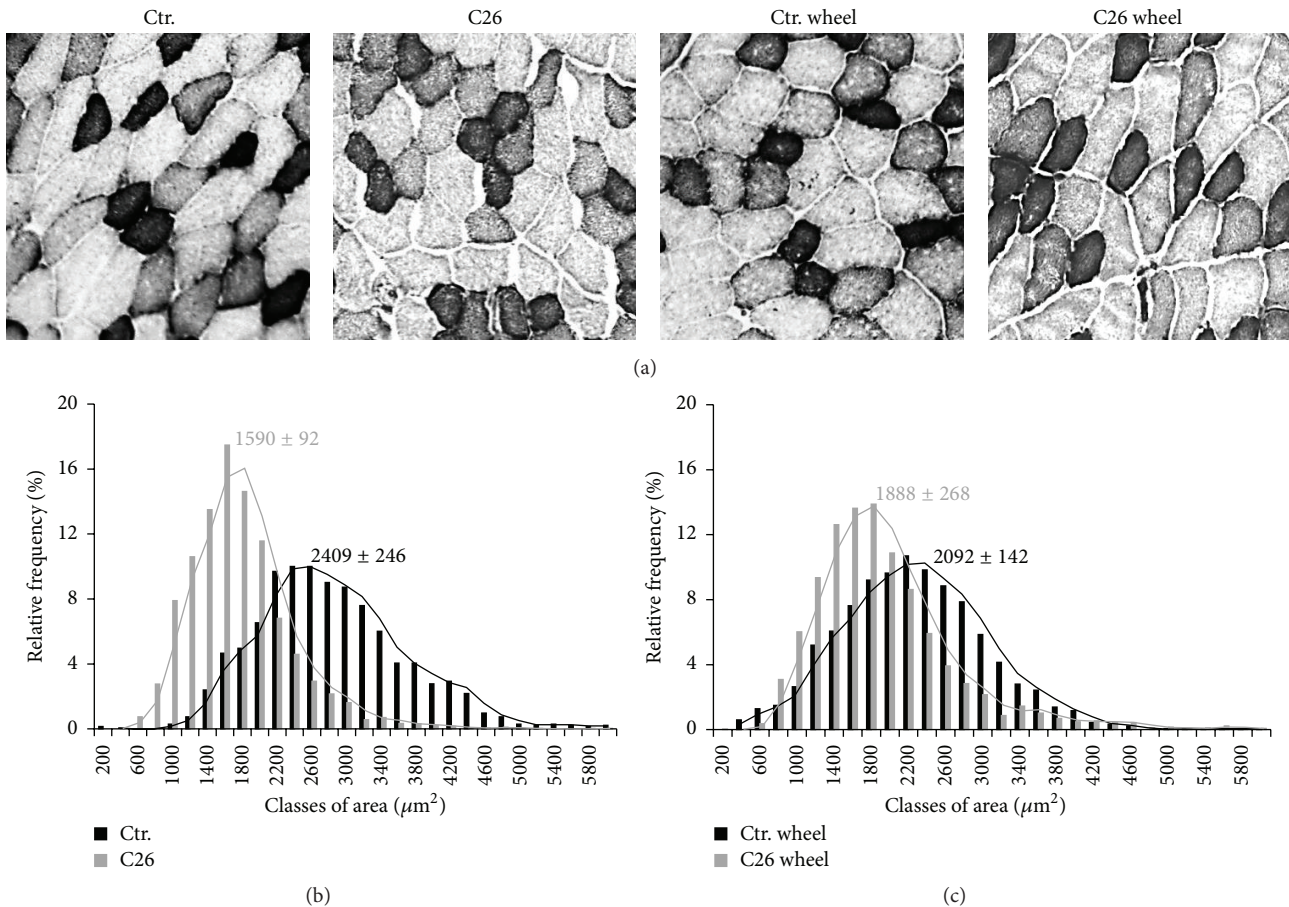 Ctr.
C26
Ctr. wheel
C26 wheel
(a)
20
16
12
8
4
0
Relative frequency (%)
1590 ± 92
2409 ± 246
200
600
1000
1400
1800
2200
2600
3000
3400
3800
4200
4600
5000
5400
5800
Classes of area (μm²)
Ctr.
C26
(b)
20
16
12
8
4
0
Relative frequency (%)
1888 ± 268
2092 ± 142
200
600
1000
1400
1800
2200
2600
3000
3400
3800
4200
4600
5000
5400
5800
Classes of area (μm²)
Ctr. wheel
C26 wheel
(c)